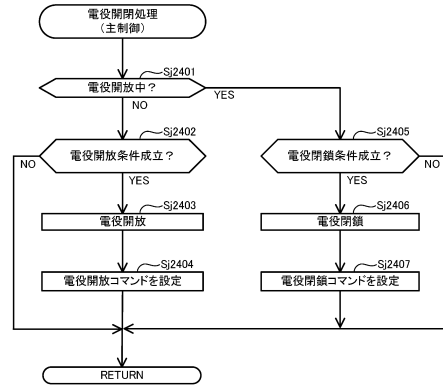 電役開閉処理
(主制御)
Sj2401
電役開放中？
YES
NO
Sj2402
電役開放条件成立？
NO
YES
Sj2405
電役閉鎖条件成立？
NO
YES
Sj2403
電役開放
Sj2406
電役閉鎖
Sj2404
電役開放コマンドを設定
Sj2407
電役閉鎖コマンドを設定
RETURN